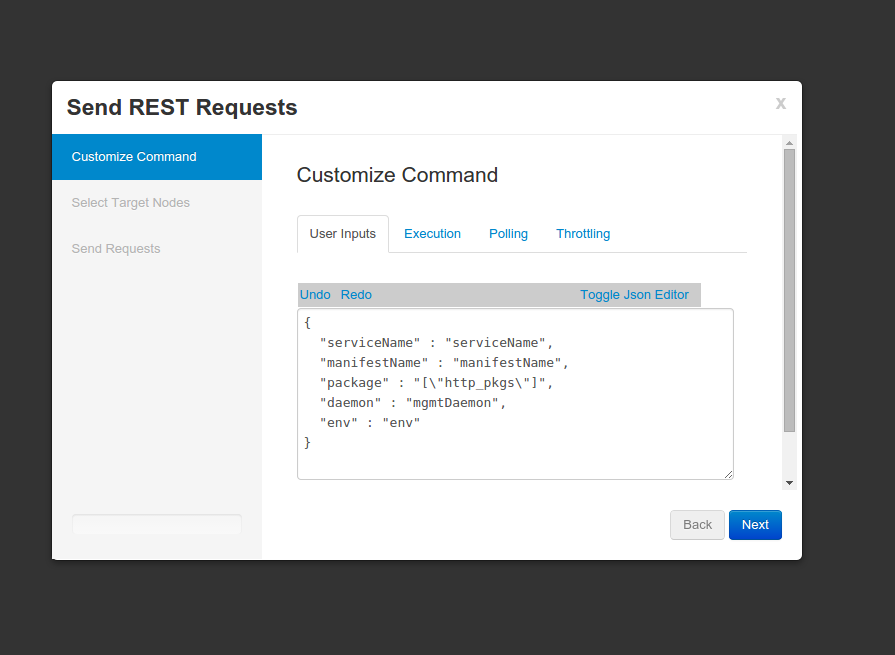 Send REST Requests
x
Customize Command
Select Target Nodes
Send Requests
Customize Command
User Inputs Execution Polling Throttling
Undo Redo Toggle Json Editor
{
  "serviceName" : "serviceName",
  "manifestName" : "manifestName",
  "package" : "[\"http_pkgs\"]",
  "daemon" : "mgmtDaemon",
  "env" : "env"
}
Back Next